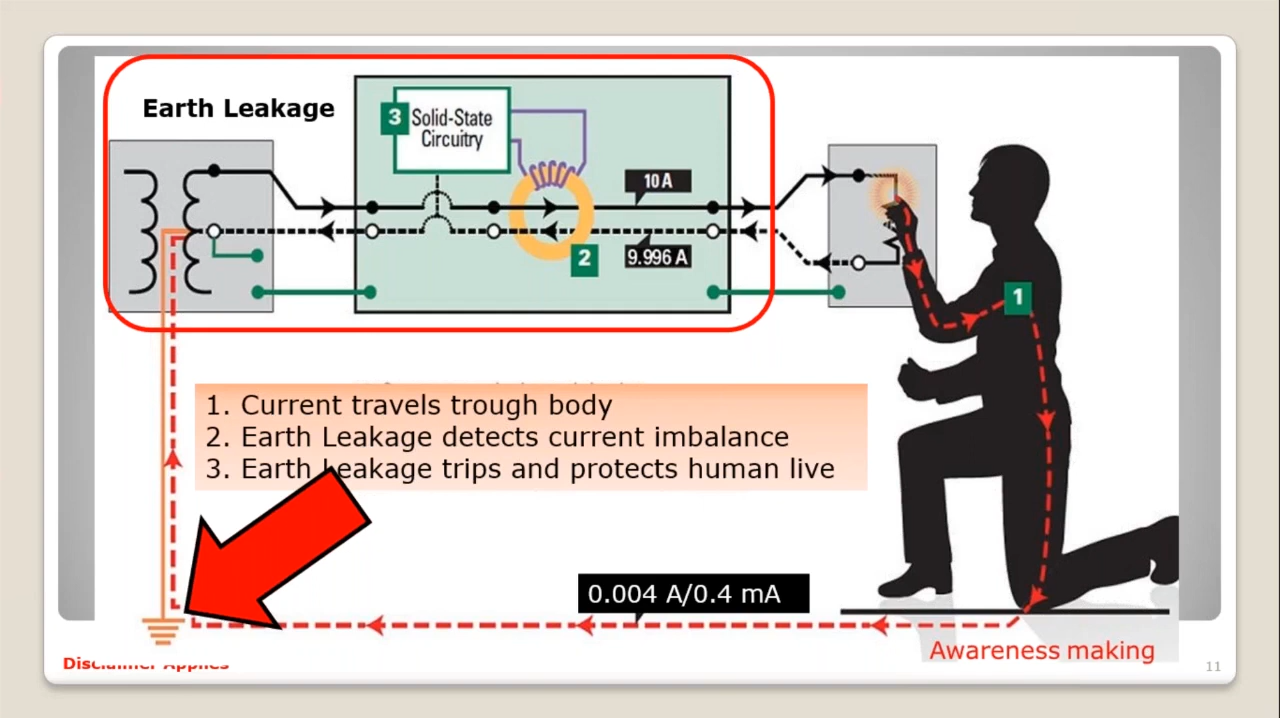 Earth Leakage
3 Solid-State
Circuitry
10 A
2
9.996 A
1
1. Current travels trough body
2. Earth Leakage detects current imbalance
3. Earth Leakage trips and protects human live
0.004 A/0.4 mA
Awareness making
Disclaimer Applies
11